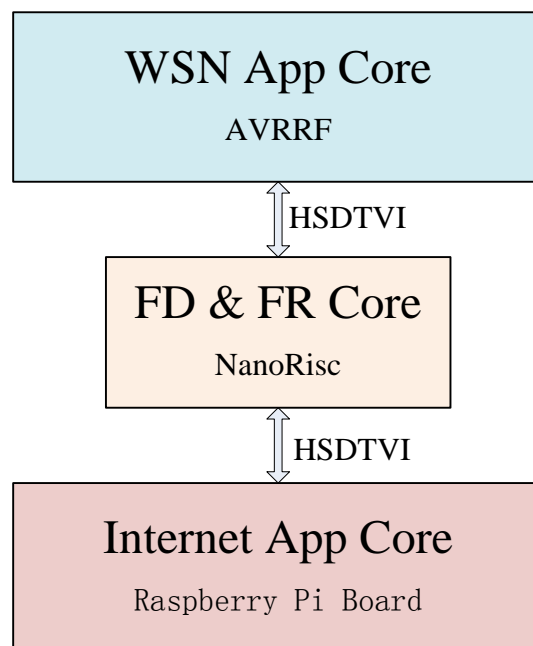 WSN App Core
AVRRF
HSDTVI
FD & FR Core
NanoRisc
HSDTVI
Internet App Core
Raspberry Pi Board